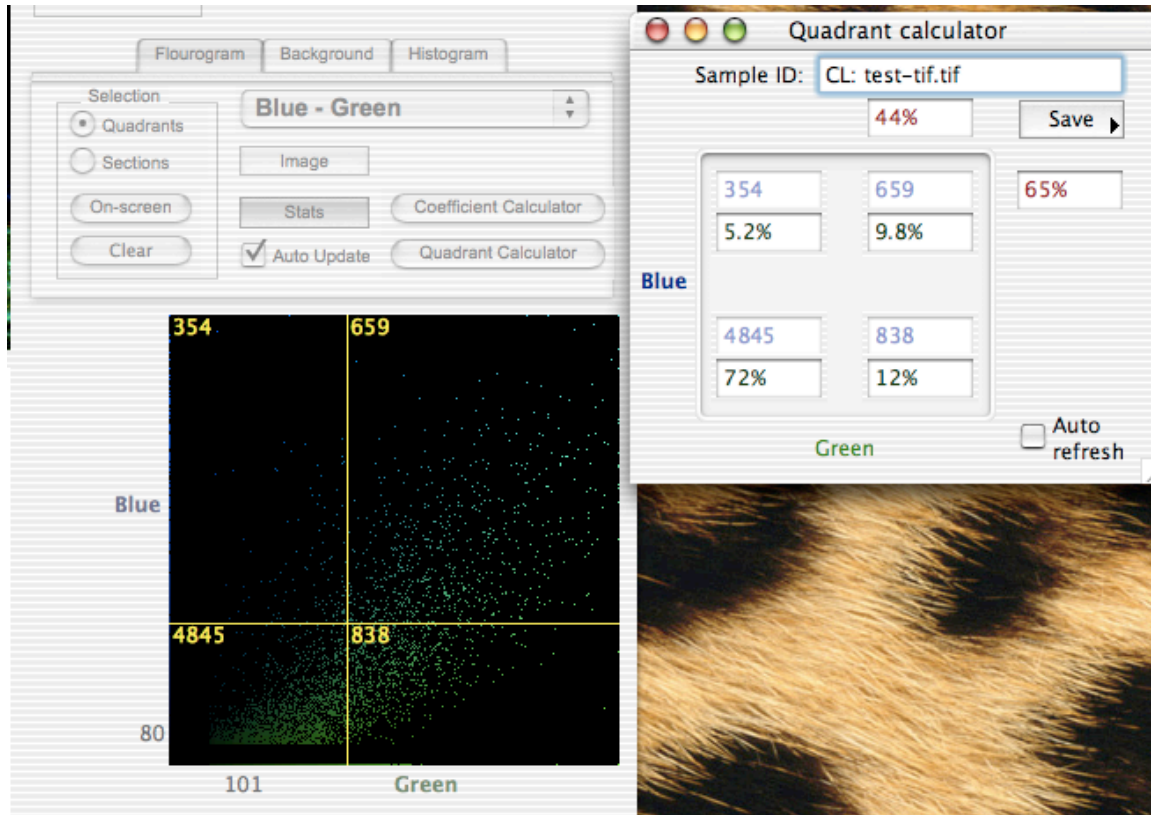 Flourogram Background Histogram
Selection
Quadrants
Sections
On-screen
Clear
Blue - Green
Image
Stats
Coefficient Calculator
Auto Update
Quadrant Calculator
354 659
4845 838
Blue
80
101
Green
Quadrant calculator
Sample ID: CL: test-tif.tif
44%
Save
354 659
65%
5.2% 9.8%
Blue
4845 838
72% 12%
Green
Auto
refresh